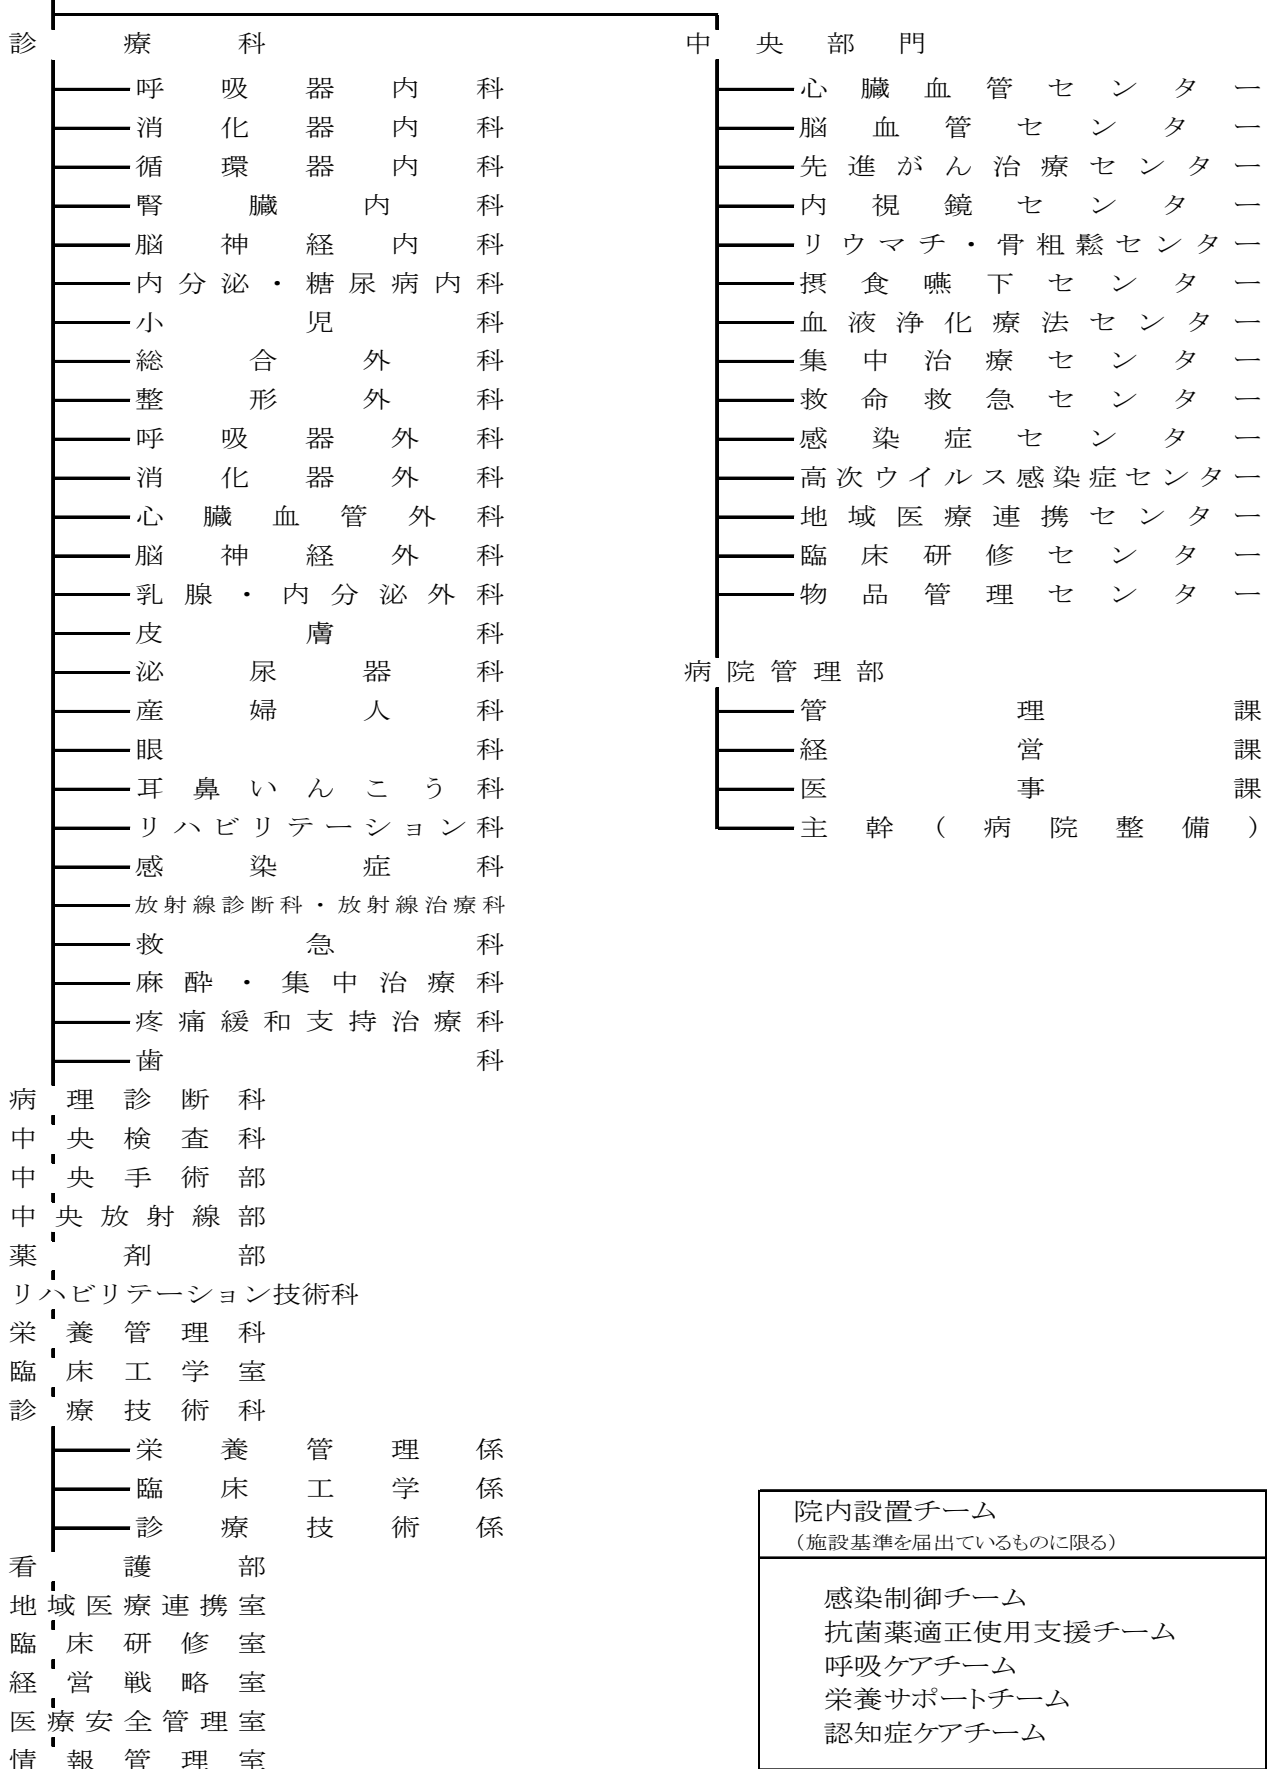 診療科
呼吸器内科
消化器内科
循環器内科
腎臓内科
脳神経内科
内分泌・糖尿病内科
小児科
総合外科
整形外科
呼吸器外科
消化器外科
心臓血管外科
脳神経外科
乳腺・内分泌外科
皮膚科
泌尿器科
産婦人科
眼科
耳鼻いんこう科
リハビリテーション科
感染症科
放射線診断科・放射線治療科
救急科
麻酔・集中治療科
疼痛緩和支持治療科
歯科
病理診断科
中央検査科
中央手術部
中央放射線部
薬剤部
リハビリテーション技術科
栄養管理科
臨床工学室
診療技術科
栄養管理係
臨床工学係
診療技術係
看護部
地域医療連携室
臨床研修室
経営戦略室
医療安全管理室
情報管理室
中央部門
心臓血管センター
脳血管センター
先進がん治療センター
内視鏡センター
リウマチ・骨粗鬆センター
摂食嚥下センター
血液浄化療法センター
集中治療センター
救命救急センター
感染症センター
高次ウイルス感染症センター
地域医療連携センター
臨床研修センター
物品管理センター
病院管理部
管理課
経営課
医事課
主幹(病院整備)
院内設置チーム
(施設基準を届出ているものに限る)
感染制御チーム
抗菌薬適正使用支援チーム
呼吸ケアチーム
栄養サポートチーム
認知症ケアチーム